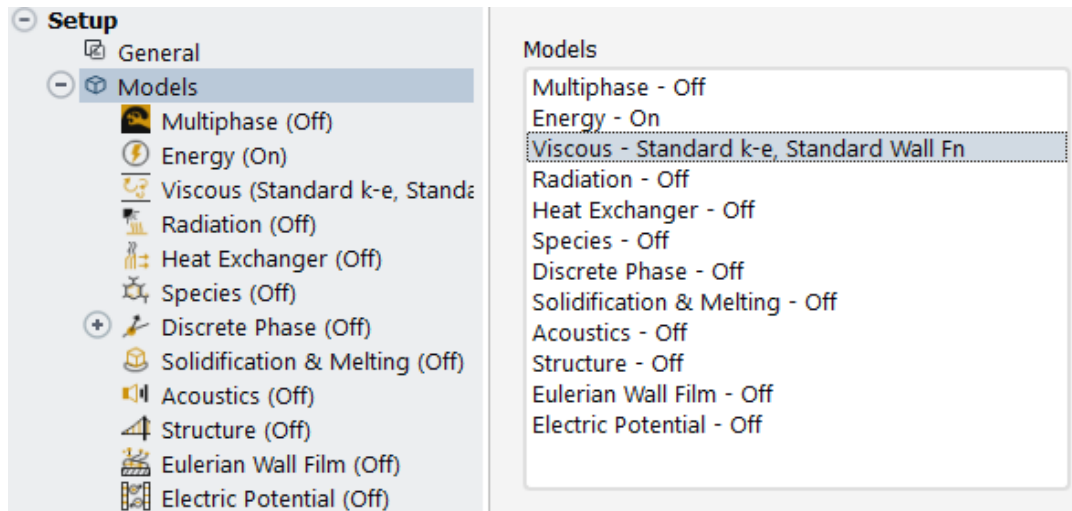 Setup
General
Models
Multiphase (Off)
Energy (On)
Viscous (Standard k-e, Standa
Radiation (Off)
Heat Exchanger (Off)
Species (Off)
Discrete Phase (Off)
Solidification & Melting (Off)
Acoustics (Off)
Structure (Off)
Eulerian Wall Film (Off)
Electric Potential (Off)
Models
Multiphase - Off
Energy - On
Viscous - Standard k-e, Standard Wall Fn
Radiation - Off
Heat Exchanger - Off
Species - Off
Discrete Phase - Off
Solidification & Melting - Off
Acoustics - Off
Structure - Off
Eulerian Wall Film - Off
Electric Potential - Off